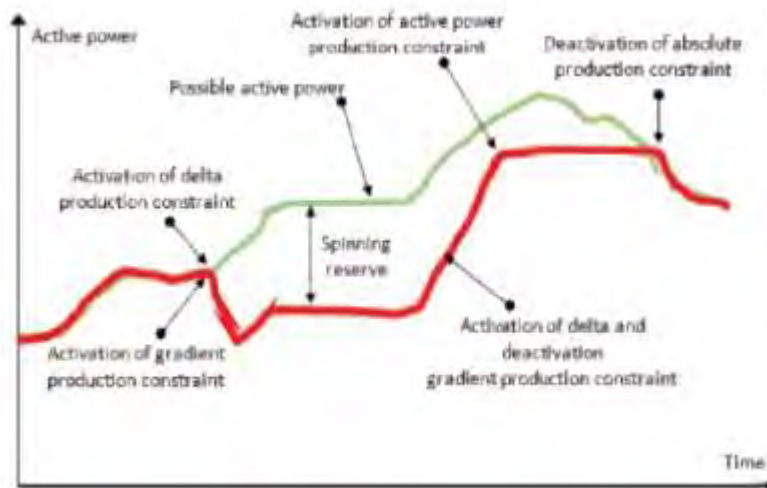 Active power
Activation of active power
production constraint
Deactivation of absolute
production constraint
Possible active power
Activation of delta
production constraint
Spinning
reserve
Activation of gradient
production constraint
Activation of delta and
deactivation
gradient production constraint
Time